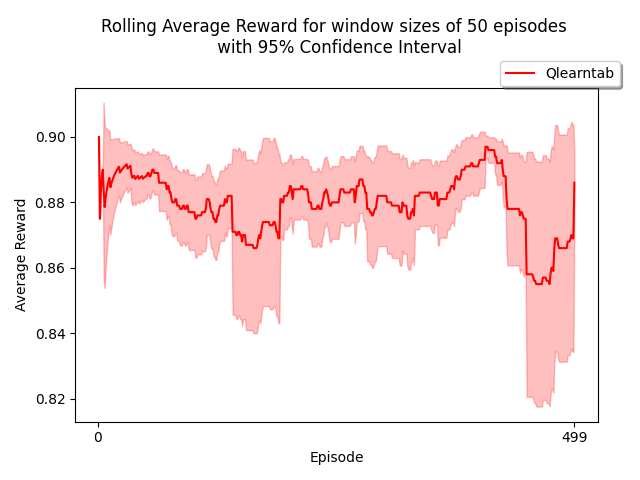 Rolling Average Reward for window sizes of 50 episodes
with 95% Confidence Interval
Qlearntab
0.90
0.88
0.86
0.84
0.82
Average Reward
0
499
Episode